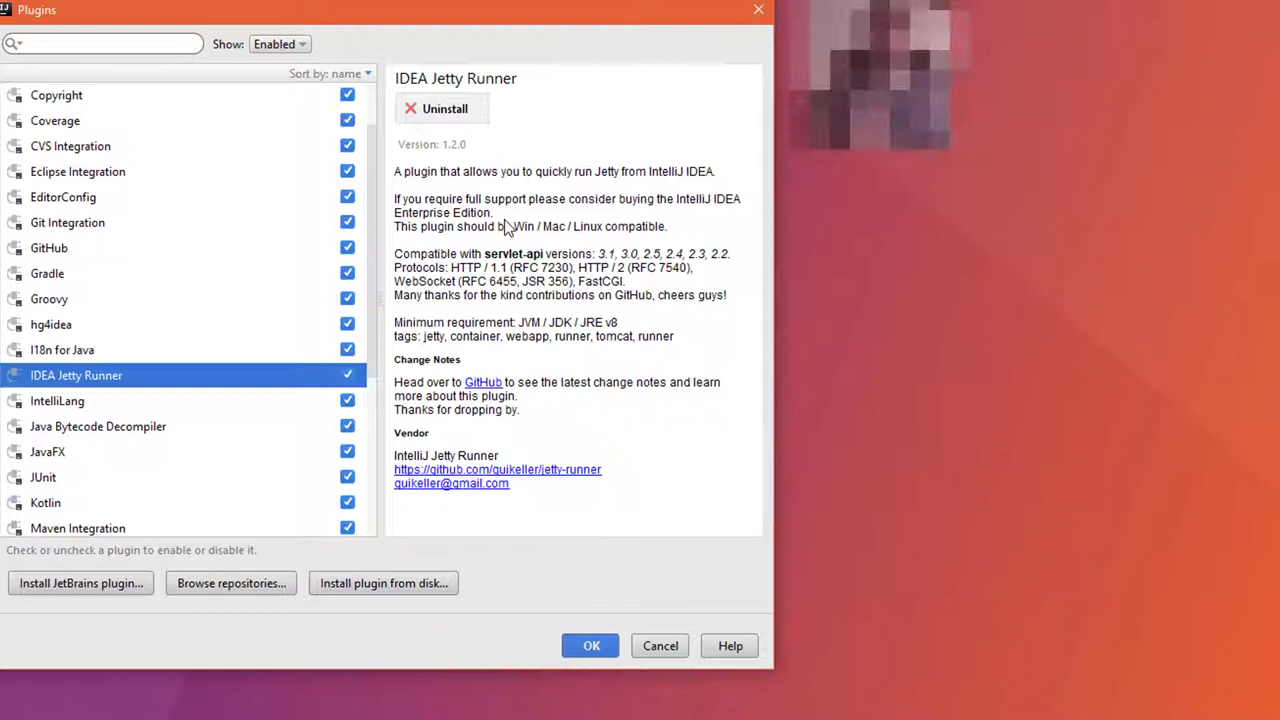 Plugins
Show: Enabled
Sort by: name
Copyright
Coverage
CVS Integration
Eclipse Integration
EditorConfig
Git Integration
GitHub
Gradle
Groovy
hg4idea
I18n for Java
IDEA Jetty Runner
IntelliLang
Java Bytecode Decompiler
JavaFX
JUnit
Kotlin
Maven Integration
Check or uncheck a plugin to enable or disable it.
Install JetBrains plugin...
Browse repositories...
Install plugin from disk...
IDEA Jetty Runner
Uninstall
Version: 1.2.0
A plugin that allows you to quickly run Jetty from IntelliJ IDEA.
If you require full support please consider buying the IntelliJ IDEA
Enterprise Edition.
This plugin should be Win / Mac / Linux compatible.
Compatible with servlet-api versions: 3.1, 3.0, 2.5, 2.4, 2.3, 2.2.
Protocols: HTTP / 1.1 (RFC 7230), HTTP / 2 (RFC 7540),
WebSocket (RFC 6455, JSR 356), FastCGI.
Many thanks for the kind contributions on GitHub, cheers guys!
Minimum requirement: JVM / JDK / JRE v8
tags: jetty, container, webapp, runner, tomcat, runner
Change Notes
Head over to GitHub to see the latest change notes and learn
more about this plugin.
Thanks for dropping by.
Vendor
IntelliJ Jetty Runner
https://github.com/guikeller/jetty-runner
guikeller@gmail.com
OK
Cancel
Help